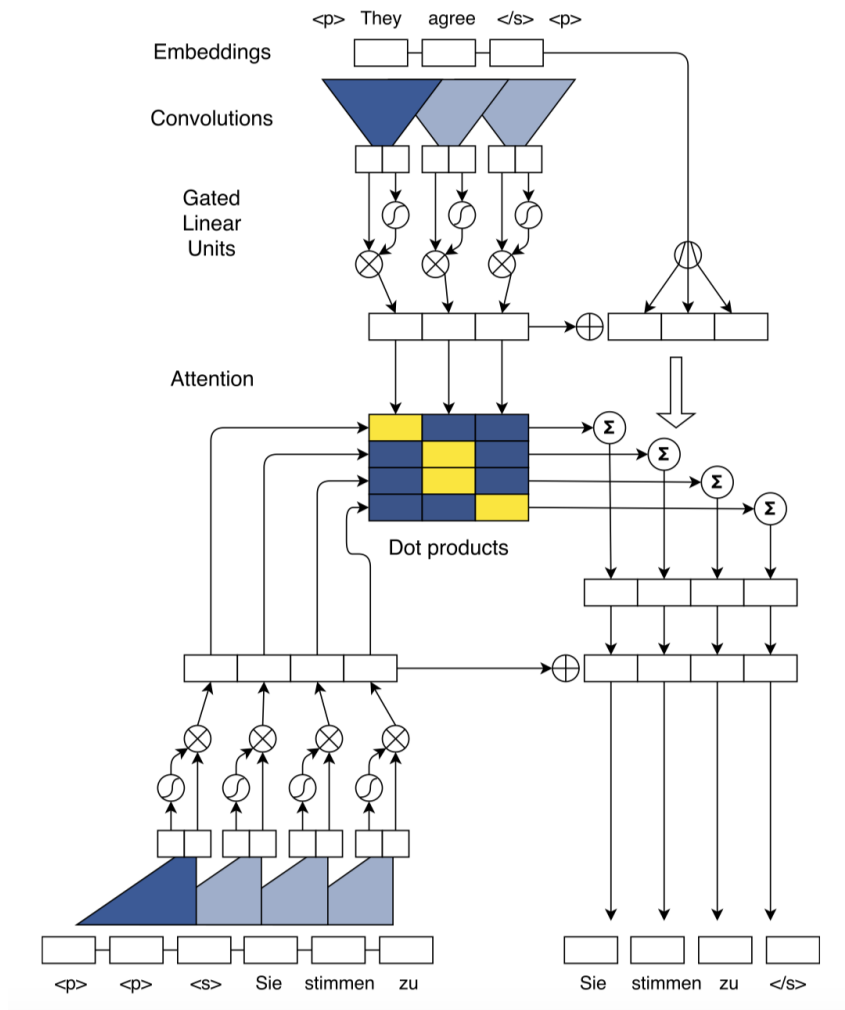 <p> They agree </s> <p>
Embeddings
Convolutions
Gated
Linear
Units
Attention
Σ
Σ
Σ
Σ
Dot products
<p> <p> <s> Sie stimmen zu
Sie stimmen zu </s>